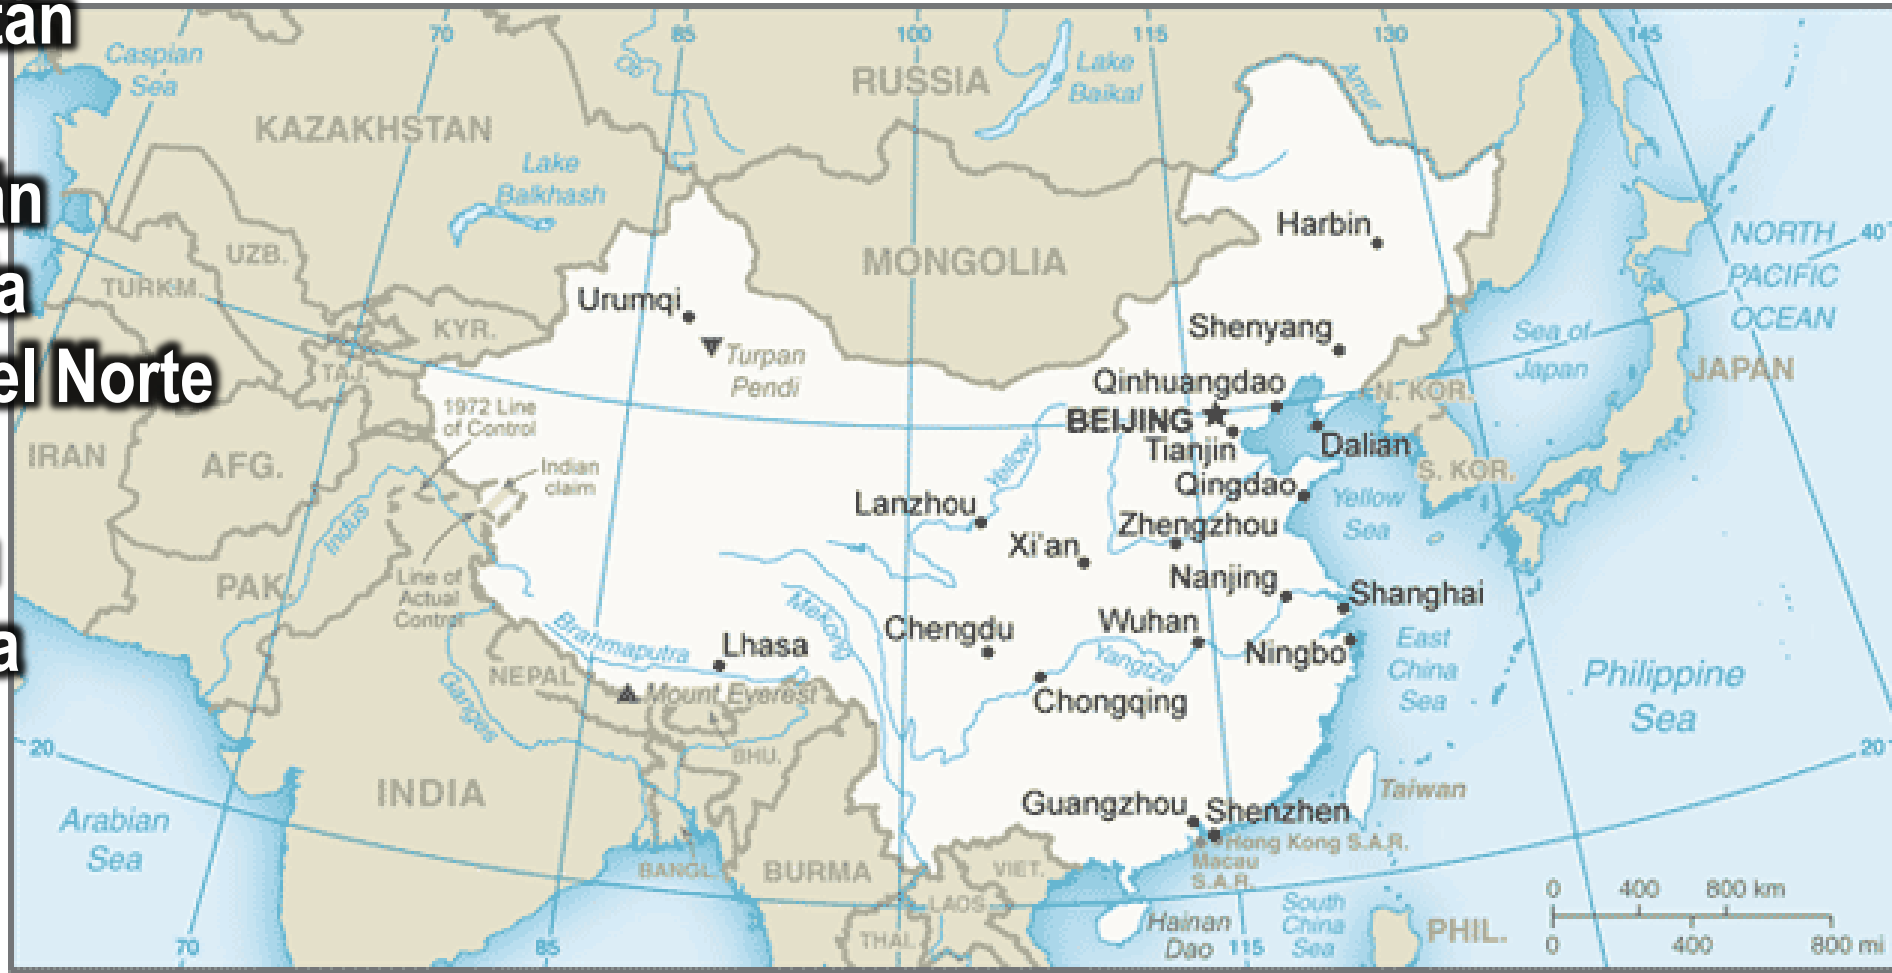 tan
an
a
el Norte
a
Caspian
Sea
70
85
100
115
130
145
RUSSIA
Lake
Baikal
Amur
KAZAKHSTAN
Lake
Balkhash
UZB.
TURKM.
KYR.
TAJ.
MONGOLIA
Harbin
NORTH
PACIFIC
OCEAN
40
Urumqi
Turpan
Pendi
Shenyang
Sea of
Japan
JAPAN
Qinhuangdao
N. KOR.
BEIJING
Tianjin
Dalian
S. KOR.
1972 Line
of Control
IRAN
AFG.
Indian
claim
Yellow
Qingdao
Yellow
Sea
Lanzhou
Zhengzhou
Xi'an
Indus
PAK.
Line of
Actual
Control
Nanjing
Shanghai
Mekong
Chengdu
Wuhan
Ningbo
East
China
Sea
Brahmaputra
Lhasa
Yangtze
NEPAL
Mount Everest
Chongqing
Philippine
Sea
Ganges
BHU.
20
20
INDIA
Taiwan
Arabian
Sea
Guangzhou
Shenzhen
Hong Kong S.A.R.
Macau
S.A.R.
BANGL.
BURMA
VIET.
LAOS
THAI.
Hainan
Dao
South
China
Sea
PHIL.
0 400 800 km
0 400 800 mi
70
85
115